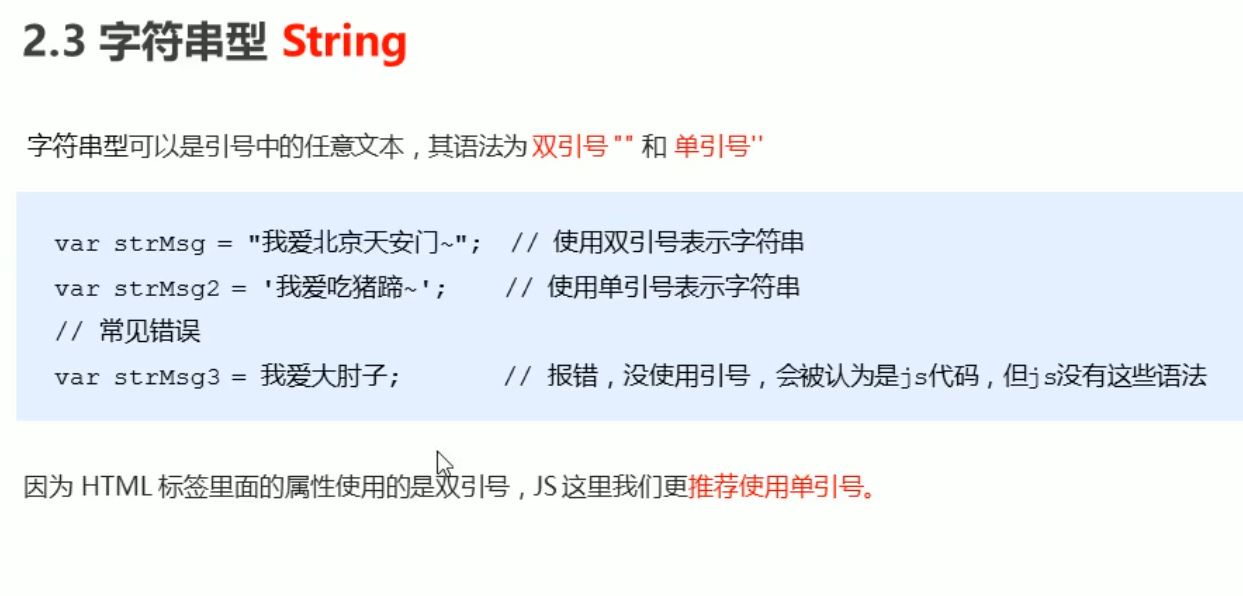 2.3 字符串型 String
字符串型可以是引号中的任意文本，其语法为 双引号 "" 和 单引号''
var strMsg = "我爱北京天安门~"; // 使用双引号表示字符串
var strMsg2 = '我爱吃猪蹄~'; // 使用单引号表示字符串
// 常见错误
var strMsg3 = 我爱大肘子; // 报错，没使用引号，会被认为是js代码，但js没有这些语法
因为 HTML 标签里面的属性使用的是双引号，JS 这里我们更推荐使用单引号。